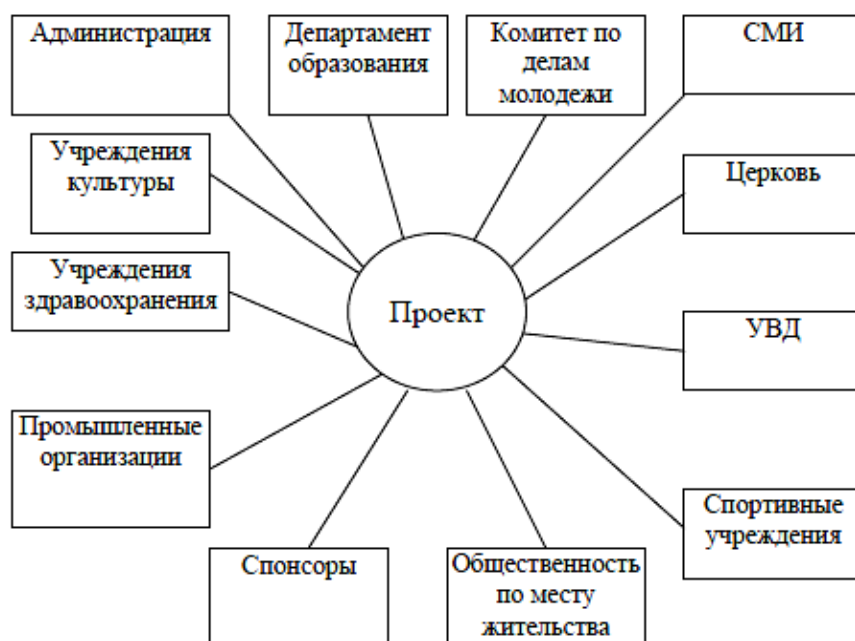 Администрация
Департамент
образования
Комитет по
делам
молодежи
СМИ
Учреждения
культуры
Церковь
Учреждения
здравоохранения
Проект
УВД
Промышленные
организации
Спортивные
учреждения
Спонсоры
Общественность
по месту
жительства